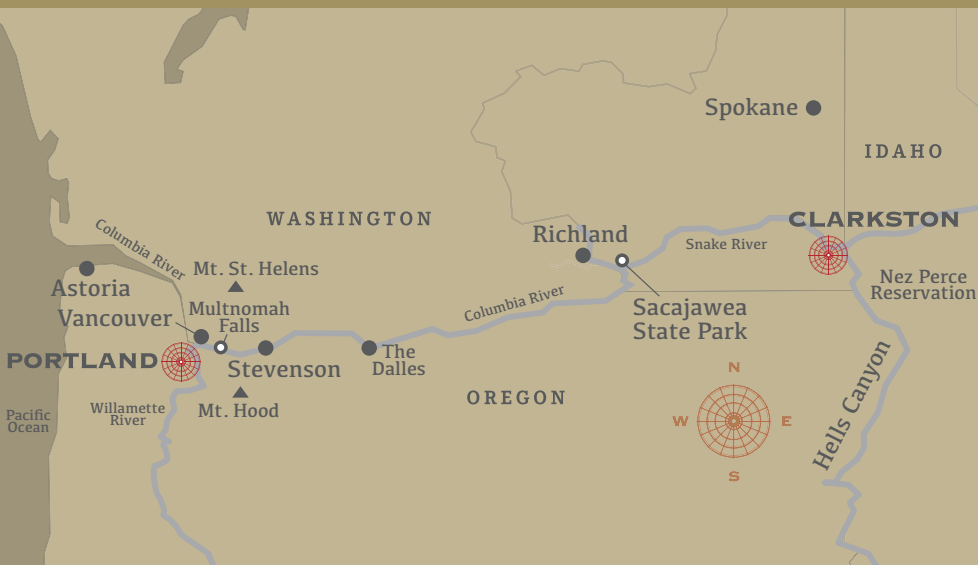 Spokane
IDAHO
WASHINGTON
CLARKSTON
Columbia River
Richland
Snake River
Mt. St. Helens
Nez Perce
Reservation
Astoria
Columbia River
Multnomah
Falls
Sacajawea
State Park
Vancouver
PORTLAND
The
Dalles
Stevenson
N
W
E
S
OREGON
Hells Canyon
Pacific
Ocean
Willamette
River
Mt. Hood